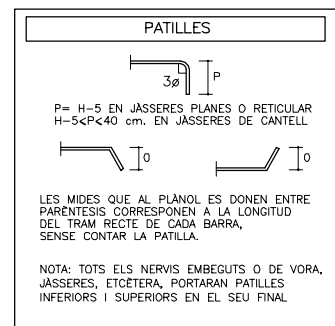 PATILLES
3ø
P
P= H-5 EN JÀSSERES PLANES O RETICULAR
H-5<P<40 cm. EN JÀSSERES DE CANTELL
0
0
LES MIDES QUE AL PLÀNOL ES DONEN ENTRE
PARÈNTESIS CORRESPONEN A LA LONGITUD
DEL TRAM RECTE DE CADA BARRA,
SENSE CONTAR LA PATILLA.
NOTA: TOTS ELS NERVIS EMBEGUTS O DE VORA,
JÀSSERES, ETCÈTERA, PORTARAN PATILLES
INFERIORS I SUPERIORS EN EL SEU FINAL